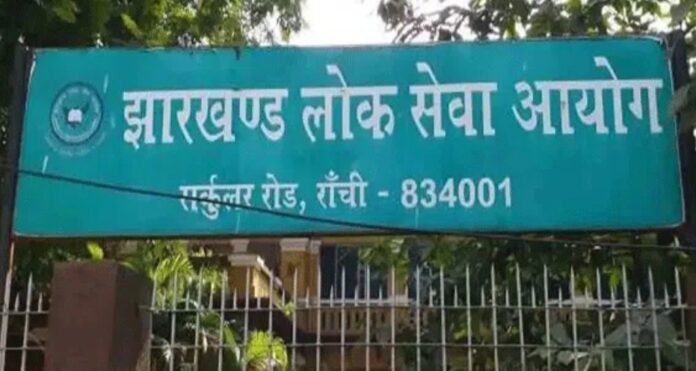 झारखण्ड लोक सेवा आयोग
सर्कुलर रोड, राँची - 834001